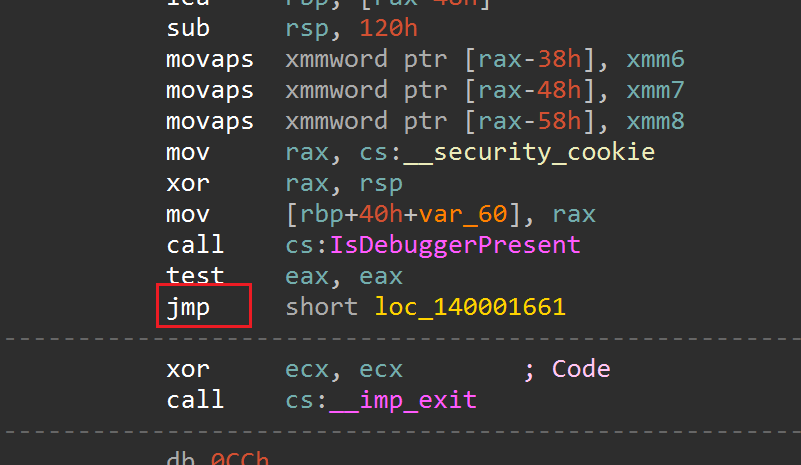 lea rbp, [rax-48h]
sub rsp, 120h
movaps xmmword ptr [rax-38h], xmm6
movaps xmmword ptr [rax-48h], xmm7
movaps xmmword ptr [rax-58h], xmm8
mov rax, cs:__security_cookie
xor rax, rsp
mov [rbp+40h+var_60], rax
call cs:IsDebuggerPresent
test eax, eax
jmp short loc_140001661
xor ecx, ecx ; Code
call cs:__imp_exit
db 0CCh